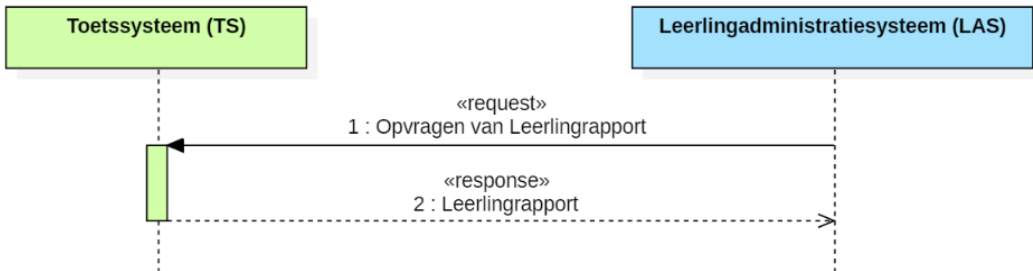 Toetssysteem (TS)
Leerlingadministratiesysteem (LAS)
«request»
1 : Opvragen van Leerlingrapport
«response»
2 : Leerlingrapport